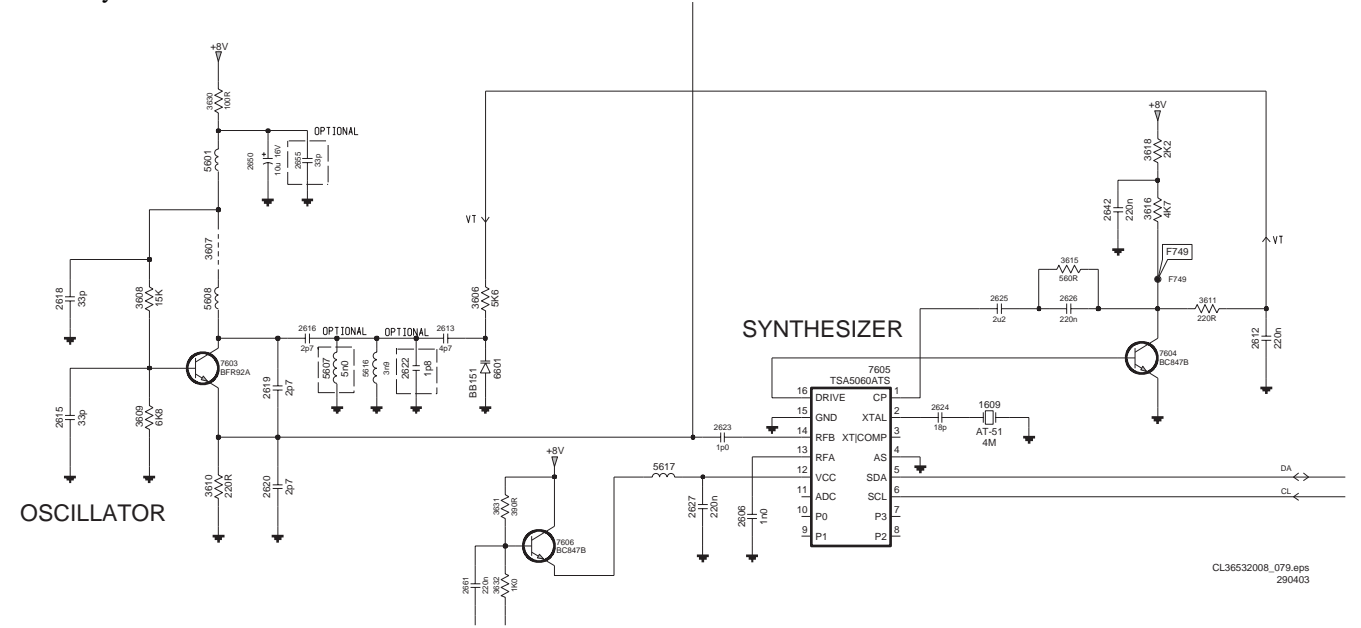 +8V
3630
100R
OPTIONAL
5601
2650
10u 16V
2655
33p
3607
2618
33p
3608
15K
5608
2616
2p7
OPTIONAL
OPTIONAL
2613
4p7
5607
5n0
5616
3n9
2622
1p8
7603
BFR92A
2619
2p7
2615
33p
3609
6K8
3610
220R
2620
2p7
OSCILLATOR
VT
3606
5K6
BB151
6601
+8V
3618
2K2
2642
220n
3616
4K7
F749
F749
VT
3615
560R
2625
2u2
2626
220n
3611
220R
2612
220n
SYNTHESIZER
7604
BC847B
7605
TSA5060ATS
16 DRIVE CP 1
15 GND XTAL 2
14 RFB XT|COMP 3
13 RFA AS 4
12 VCC SDA 5
11 ADC SCL 6
10 P0 P3 7
9 P1 P2 8
2624
18p
1609
AT-51
4M
2623
1p0
DA
CL
+8V
5617
3631
390R
2627
220n
2606
1n0
7606
BC847B
2661
220n
3632
1K0
CL36532008_079.eps
290403